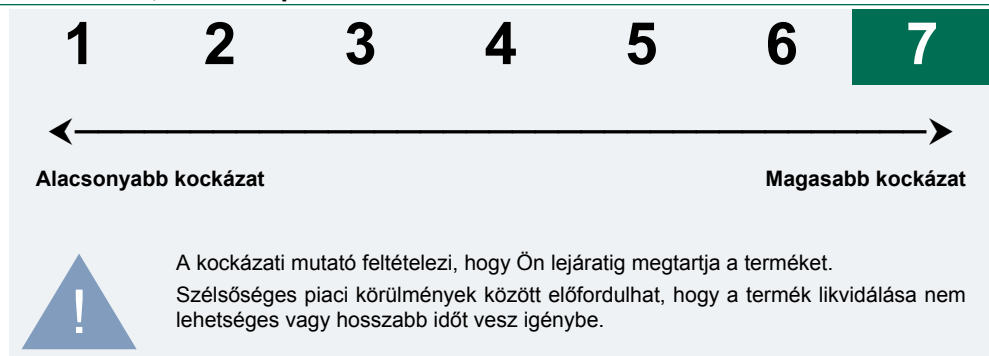 1 2 3 4 5 6 7
Alacsonyabb kockázat Magasabb kockázat
A kockázati mutató feltételezi, hogy Ön lejáratig megtartja a terméket.
Szélsőséges piaci körülmények között előfordulhat, hogy a termék likvidálása nem
lehetséges vagy hosszabb időt vesz igénybe.
!